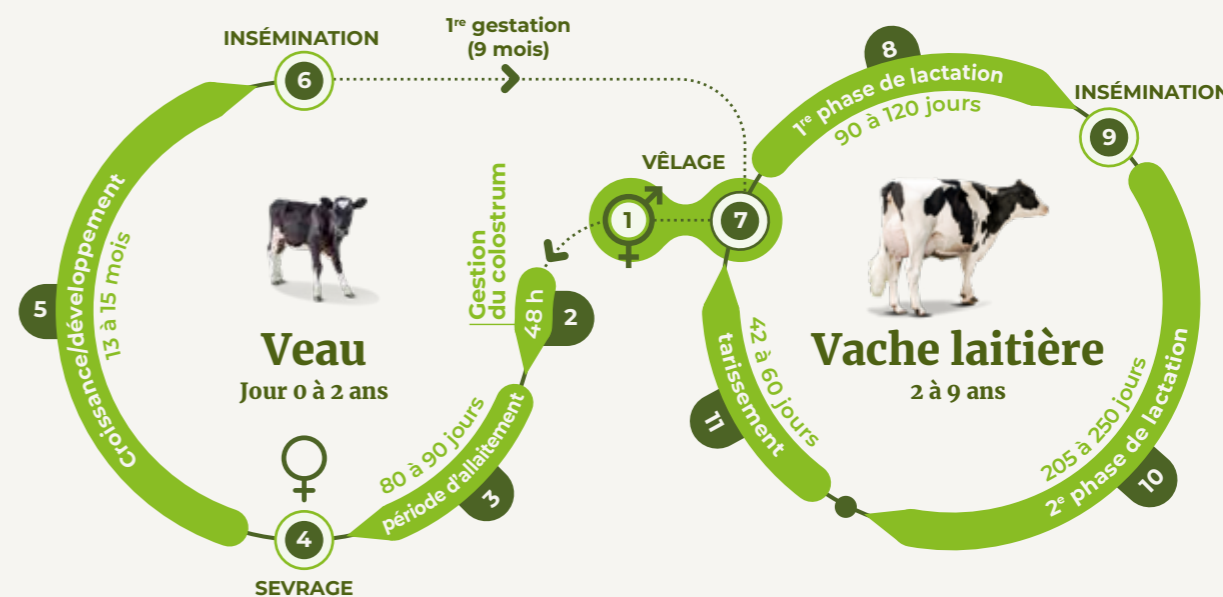 INSÉMINATION
6
1re gestation
(9 mois)
8
1re phase de lactation
90 à 120 jours
INSÉMINATION
9
VÊLAGE
1
7
Gestion
du colostrum
48 h
2
5
Croissance/développement
13 à 15 mois
Veau
Jour 0 à 2 ans
80 à 90 jours
période d'allaitement
3
4
SEVRAGE
Vache laitière
2 à 9 ans
42 à 60 jours
tarissement
11
205 à 250 jours
2e phase de lactation
10